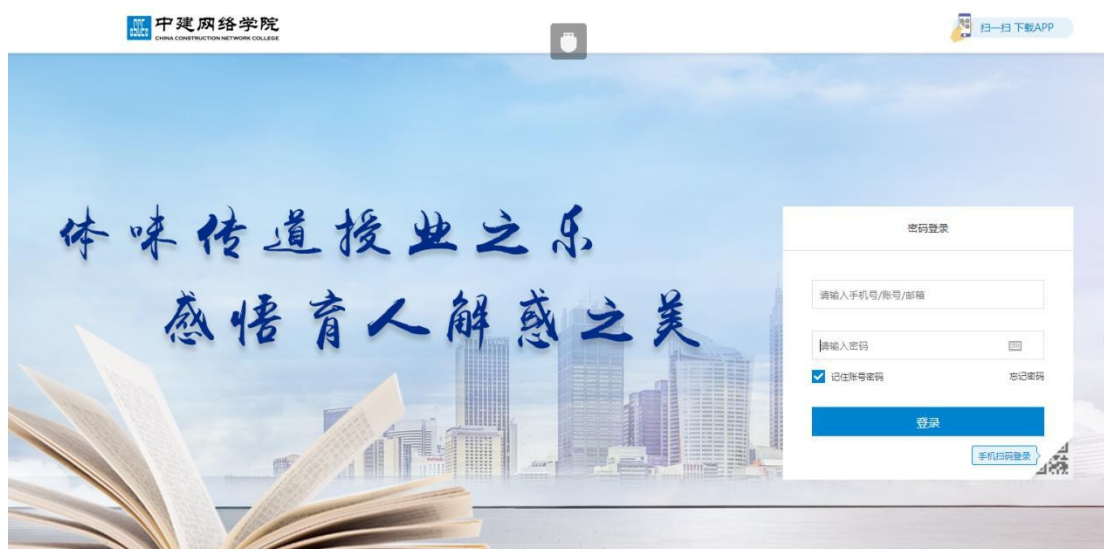 中建网络学院
CHINA CONSTRUCTION NETWORK COLLEGE
扫一扫 下载APP
体味传道授业之乐
感悟育人解惑之美
密码登录
请输入手机号/账号/邮箱
请输入密码
记住账号密码 忘记密码
登录
手机扫码登录